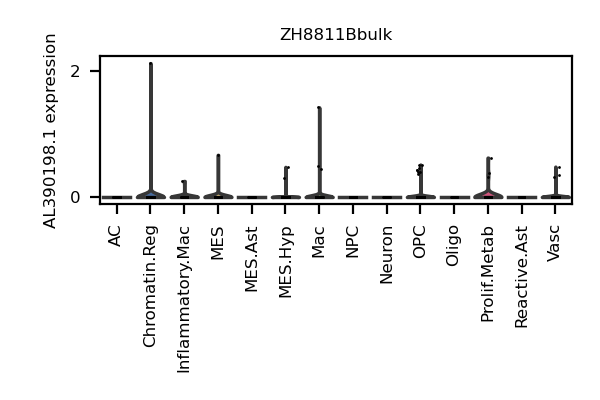 ZH8811Bbulk
AL390198.1 expression
2
0
AC
Chromatin.Reg
Inflammatory.Mac
MES
MES.Ast
MES.Hyp
Mac
NPC
Neuron
OPC
Oligo
Prolif.Metab
Reactive.Ast
Vasc